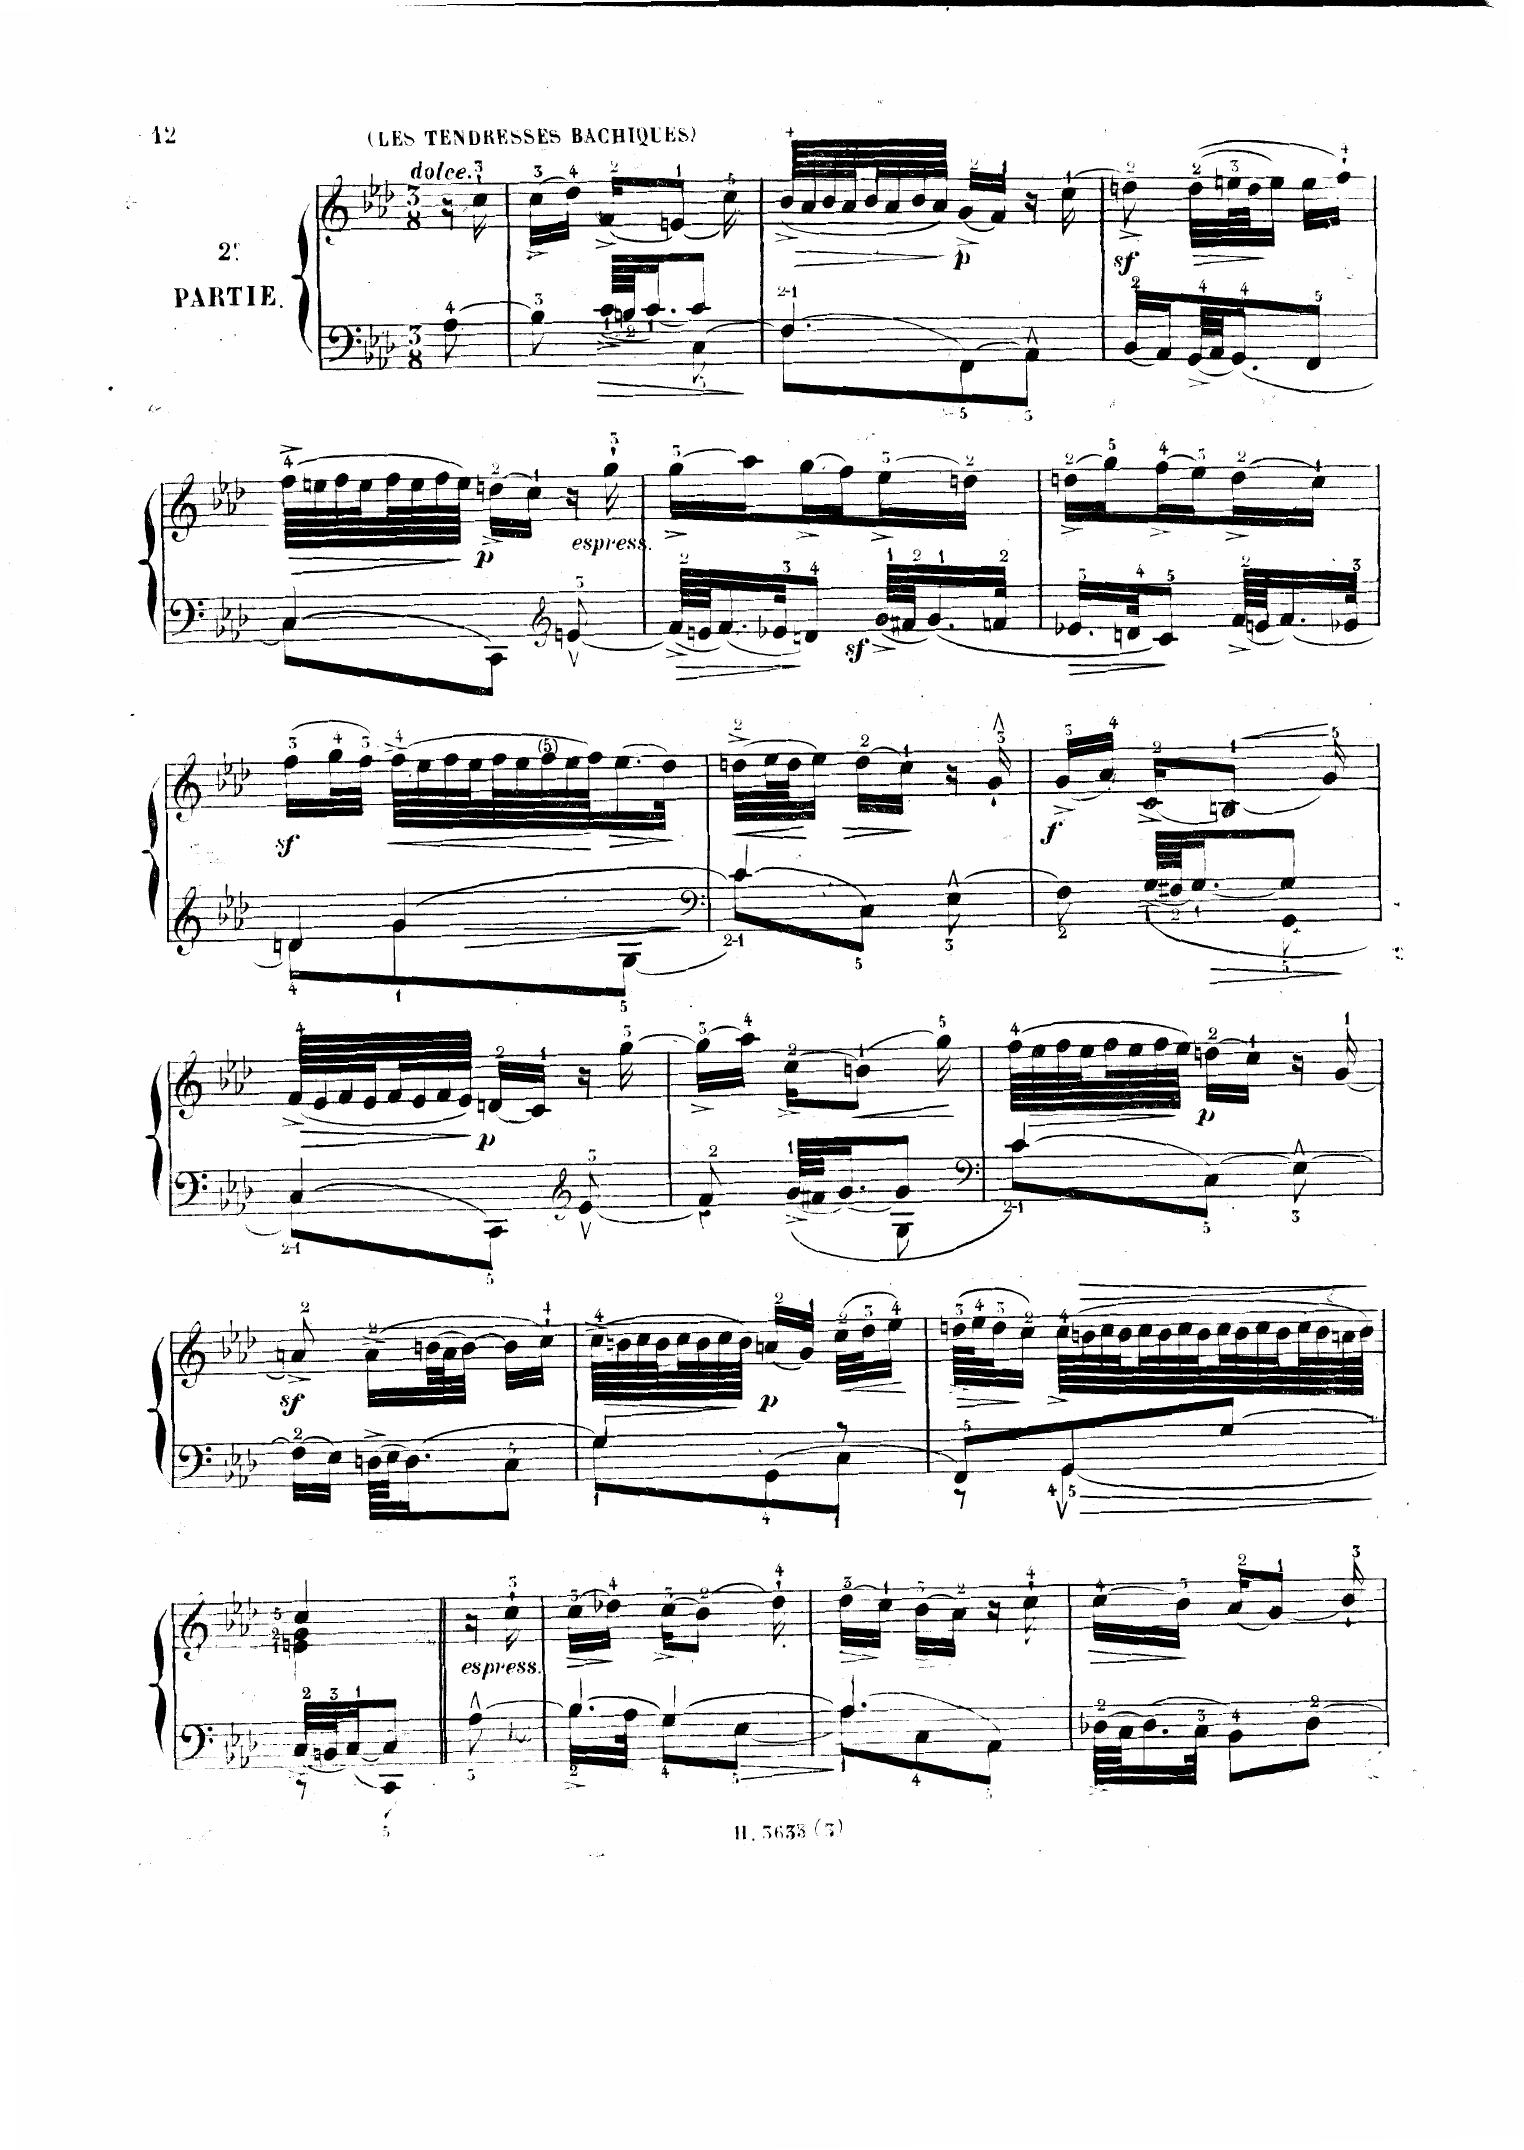 12
(LES TENDRESSES BACHIQUES)
dolce.
2e.
PARTIE.
p
sf
p
espress.
sf
sf
f
p
p
sf
p
espress.
H. 3633 (3)